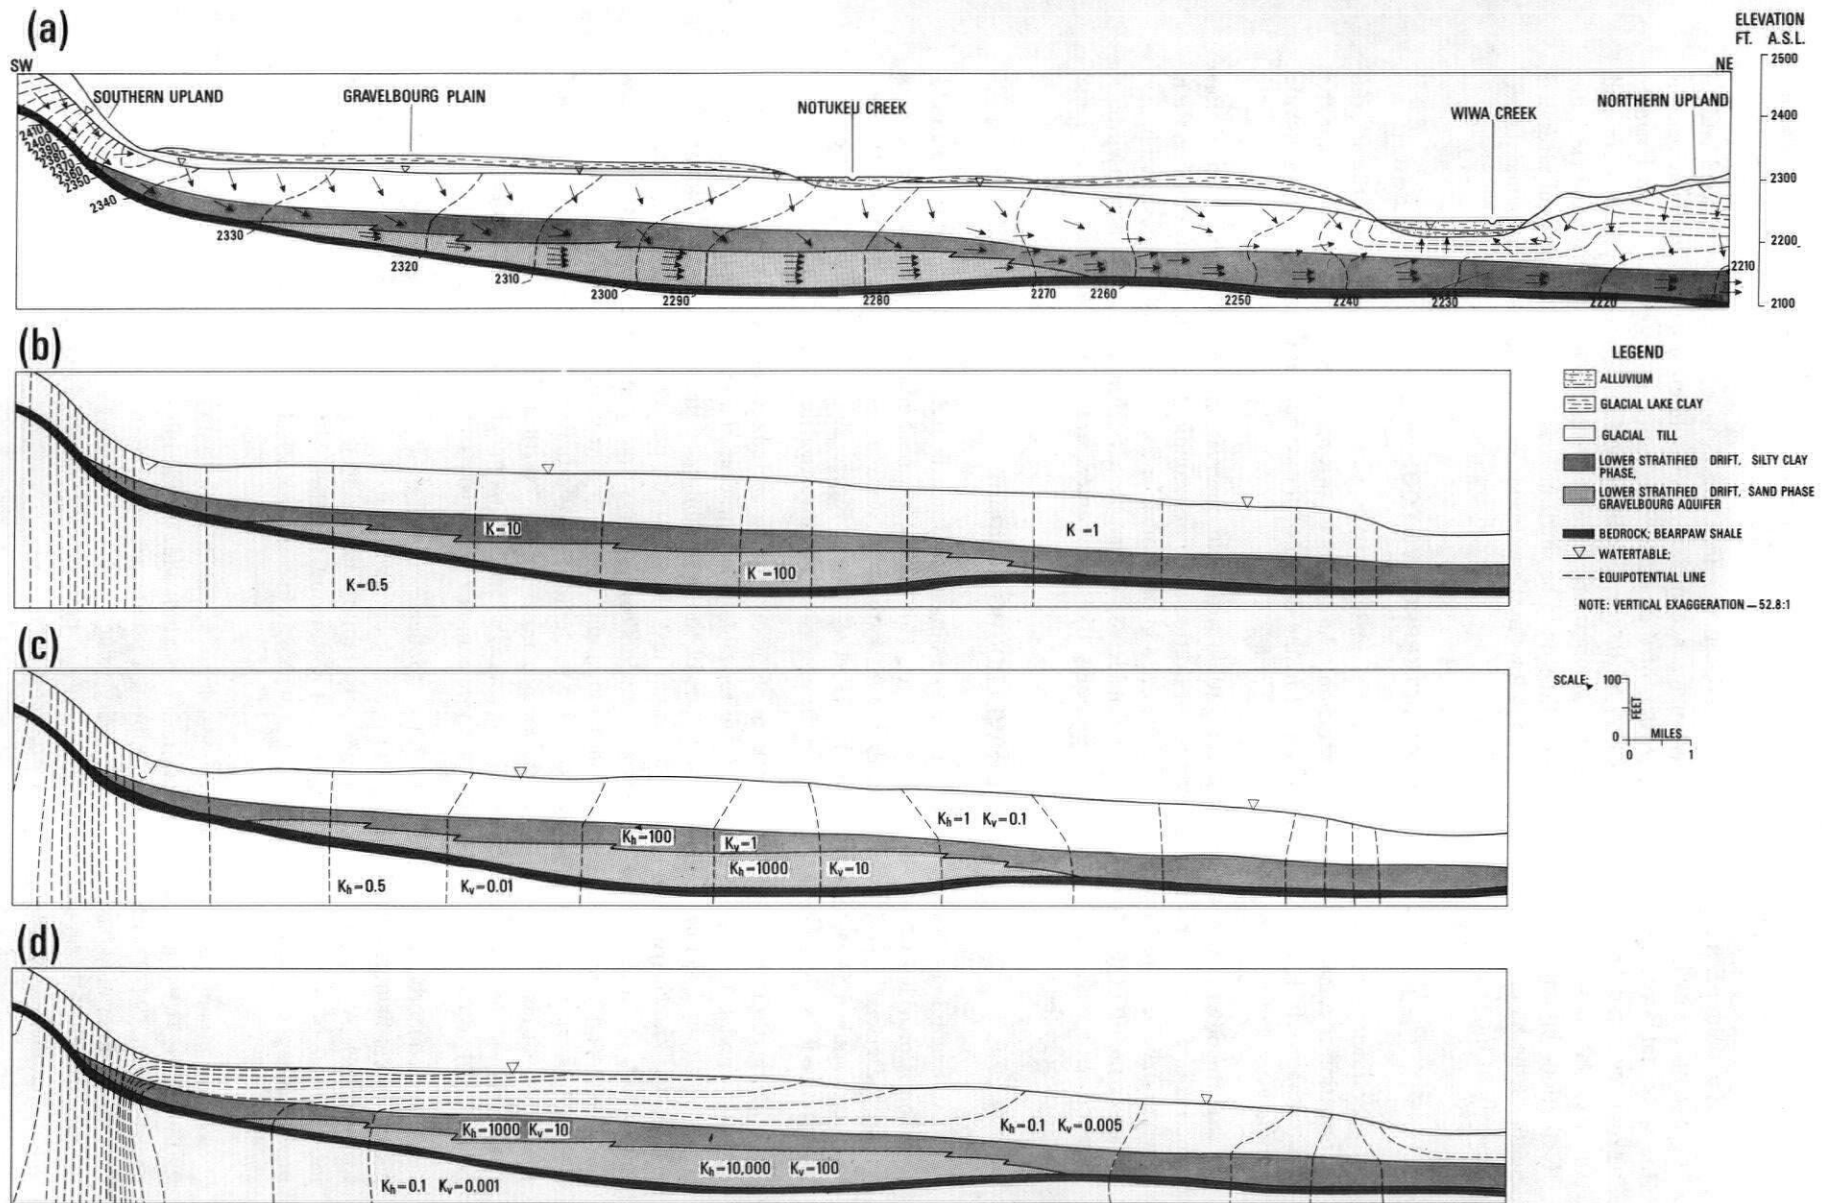 (a)
ELEVATION
FT. A.S.L.
SW
NE
2500
SOUTHERN UPLAND
GRAVELBOURG PLAIN
NOTUKEU CREEK
WIWA CREEK
NORTHERN UPLAND
2400
2410
2400
2390
2380
2370
2360
2350
2340
2330
2320
2310
2300
2290
2280
2270
2260
2250
2240
2230
2220
2210
2300
2200
2100
(b)
K=10
K=1
K=100
K=0.5
LEGEND
ALLUVIUM
GLACIAL LAKE CLAY
GLACIAL TILL
LOWER STRATIFIED DRIFT. SILTY CLAY
PHASE.
LOWER STRATIFIED DRIFT. SAND PHASE
GRAVELBOURG AQUIFER
BEDROCK; BEARPAW SHALE
WATERTABLE;
EQUIPOTENTIAL LINE
NOTE: VERTICAL EXAGGERATION — 52.8:1
(c)
SCALE;
100
FEET
0
MILES
0 1
Kh=1 Kv=0.1
Kh=100 Kv=1
Kh=1000 Kv=10
Kh=0.5 Kv=0.01
(d)
Kh=1000 Kv=10
Kh=0.1 Kv=0.005
Kh=10,000 Kv=100
Kh=0.1 Kv=0.001